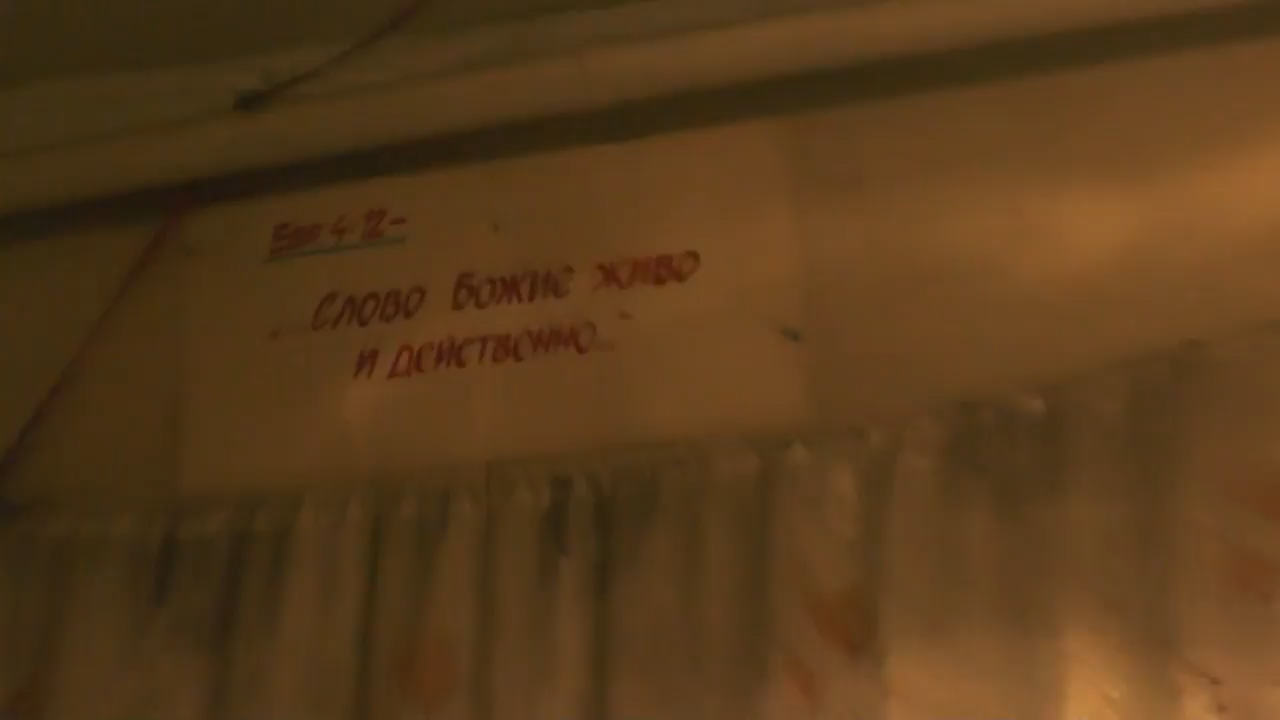 Евр 4.12-
Слово Божие живо
и действенно...